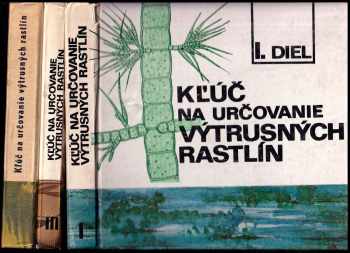 Kľúč na určovanie výtrusných rastlín
KĽÚČ NA URČOVANIE
VÝTRUSNÝCH RASTLÍN
III
KĽÚČ NA URČOVANIE
VÝTRUSNÝCH RASTLÍN
I
I. DIEL
KĽÚČ
NA URČOVANIE
VÝTRUSNÝCH
RASTLÍN